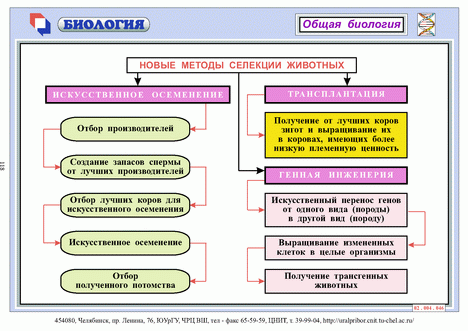 БИОЛОГИЯ
Общая биология
НОВЫЕ МЕТОДЫ СЕЛЕКЦИИ ЖИВОТНЫХ
ИСКУССТВЕННОЕ ОСЕМЕНЕНИЕ
Отбор производителей
Создание запасов спермы
от лучших производителей
Отбор лучших коров для
искусственного осеменения
Искусственное осеменение
Отбор
полученного потомства
ТРАНСПЛАНТАЦИЯ
Получение от лучших коров
зигот и выращивание их
в коровах, имеющих более
низкую племенную ценность
ГЕННАЯ ИНЖЕНЕРИЯ
Искусственный перенос генов
от одного вида (породы)
в другой вид (породу)
Выращивание измененных
клеток в целые организмы
Получение трансгенных
животных
02.004.046
118
454080, Челябинск, пр. Ленина, 76, ЮУрГУ, ЧРЦ ВШ, тел - факс 65-59-59, ЦНИТ, т. 39-99-04, http://uralpribor.cnit.tu-chel.ac.ru/